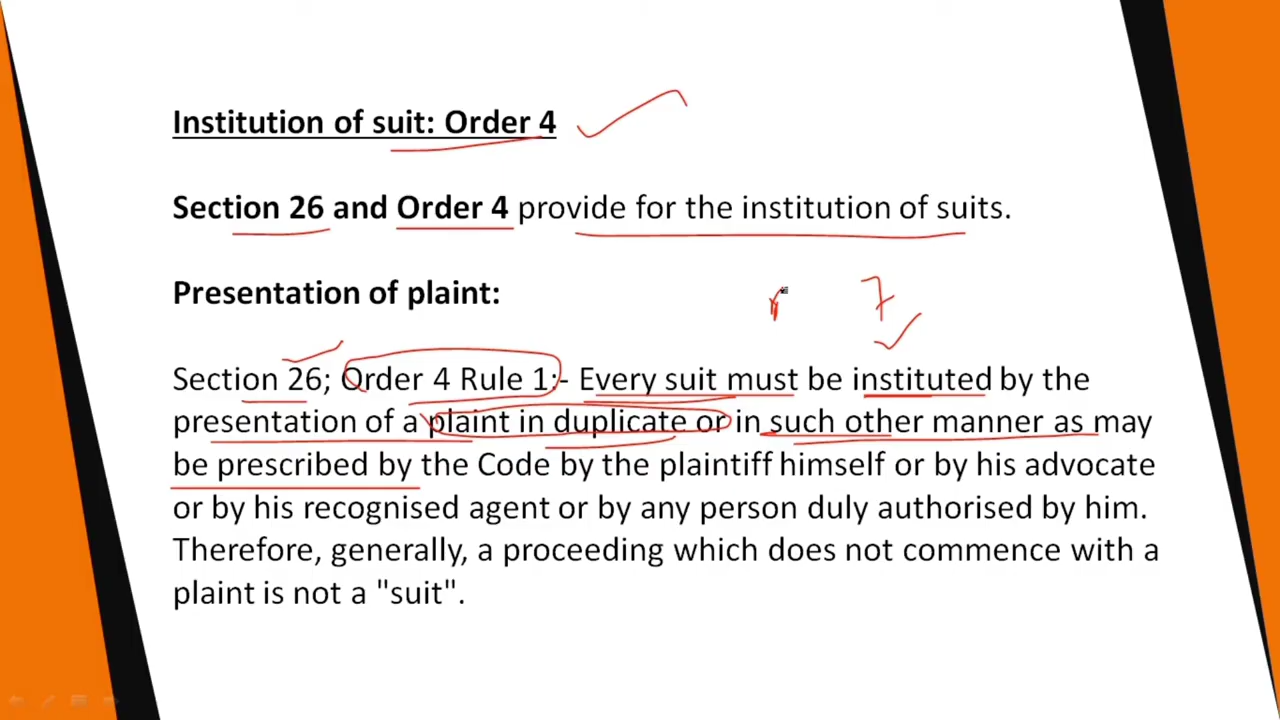 Institution of suit: Order 4
Section 26 and Order 4 provide for the institution of suits.
Presentation of plaint:
7
Section 26; Order 4 Rule 1:- Every suit must be instituted by the
presentation of a plaint in duplicate or in such other manner as may
be prescribed by the Code by the plaintiff himself or by his advocate
or by his recognised agent or by any person duly authorised by him.
Therefore, generally, a proceeding which does not commence with a
plaint is not a "suit".